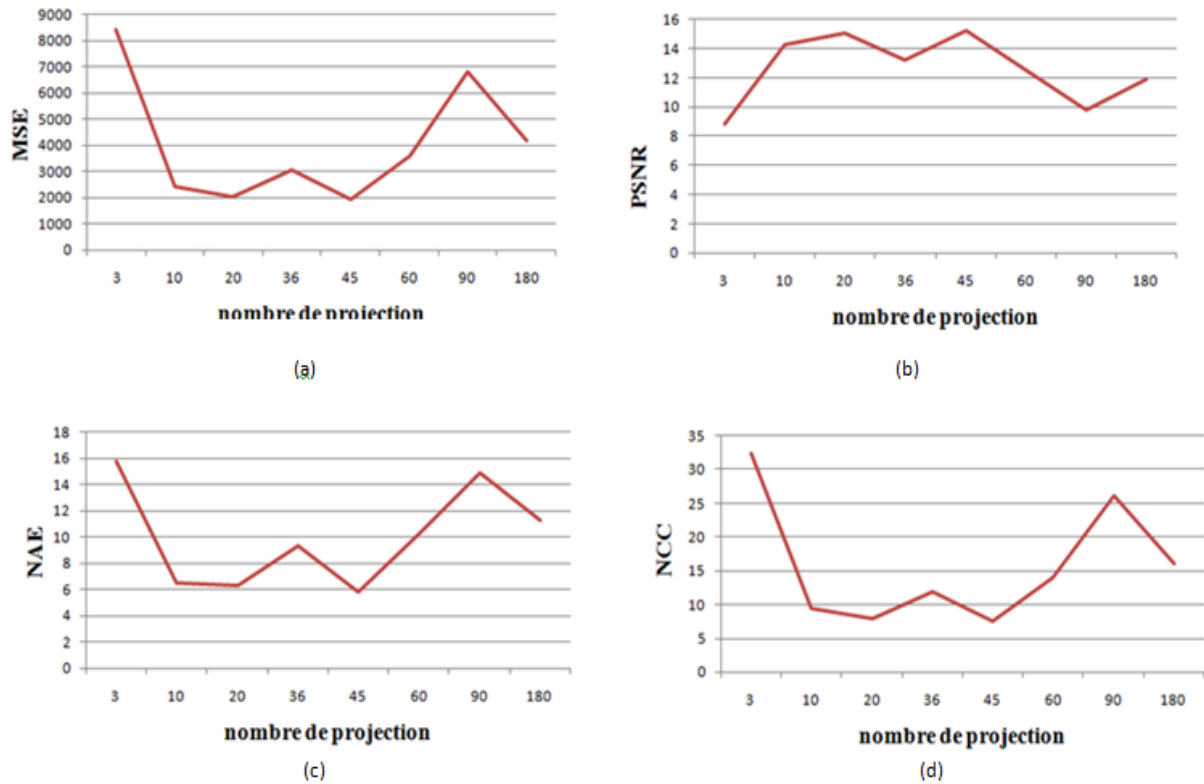 9000
8000
7000
6000
5000
4000
3000
2000
1000
0
MSE
3 10 20 36 45 60 90 180
nombre de projection
(a)
16
14
12
10
8
6
4
2
0
PSNR
3 10 20 36 45 60 90 180
nombre de projection
(b)
18
16
14
12
10
8
6
4
2
0
NAE
3 10 20 36 45 60 90 180
nombre de projection
(c)
35
30
25
20
15
10
5
0
NCC
3 10 20 36 45 60 90 180
nombre de projection
(d)